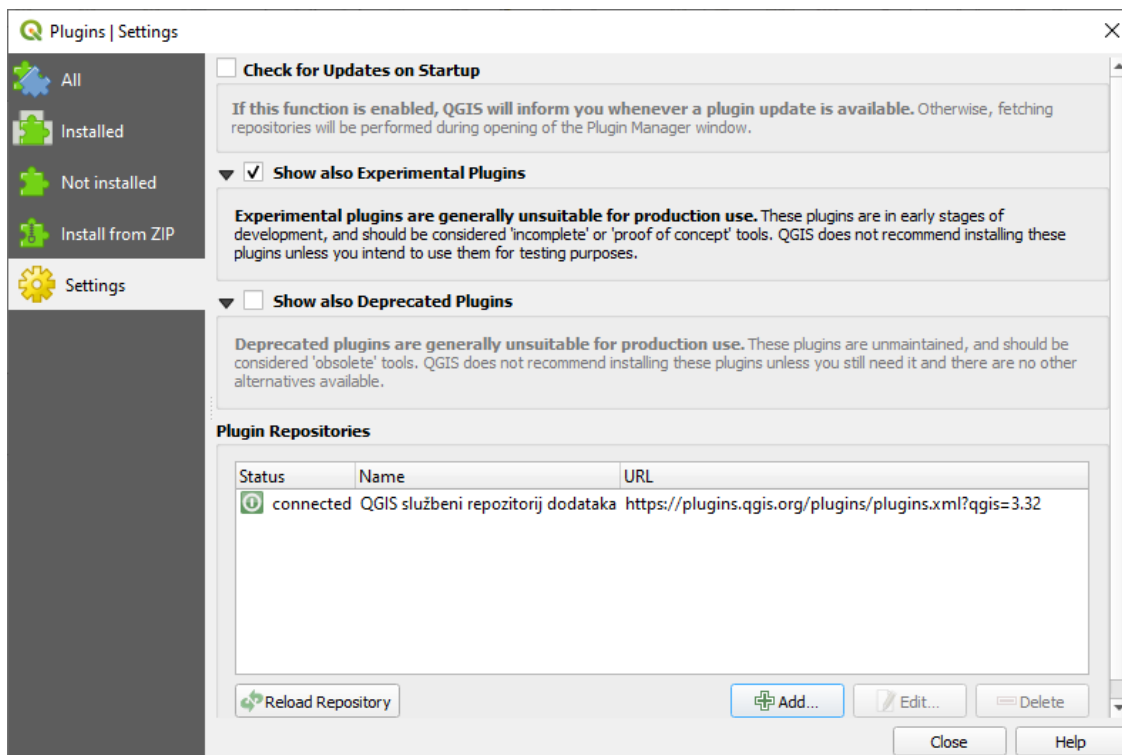 Plugins | Settings
All
Installed
Not installed
Install from ZIP
Settings
Check for Updates on Startup
If this function is enabled, QGIS will inform you whenever a plugin update is available. Otherwise, fetching
repositories will be performed during opening of the Plugin Manager window.
Show also Experimental Plugins
Experimental plugins are generally unsuitable for production use. These plugins are in early stages of
development, and should be considered 'incomplete' or 'proof of concept' tools. QGIS does not recommend installing these
plugins unless you intend to use them for testing purposes.
Show also Deprecated Plugins
Deprecated plugins are generally unsuitable for production use. These plugins are unmaintained, and should be
considered 'obsolete' tools. QGIS does not recommend installing these plugins unless you still need it and there are no other
alternatives available.
Plugin Repositories
Status Name URL
connected QGIS službeni repozitorij dodataka https://plugins.qgis.org/plugins/plugins.xml?qgis=3.32
Reload Repository Add... Edit... Delete
Close Help